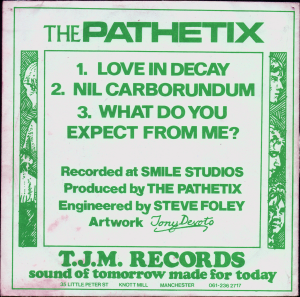 THE PATHETIX
1. LOVE IN DECAY
2. NIL CARBORUNDUM
3. WHAT DO YOU
EXPECT FROM ME?
Recorded at SMILE STUDIOS
Produced by THE PATHETIX
Engineered by STEVE FOLEY
Artwork Tony Devoto
T.J.M. RECORDS
sound of tomorrow made for today
35 LITTLE PETER ST KNOTT MILL MANCHESTER 061-236 2717